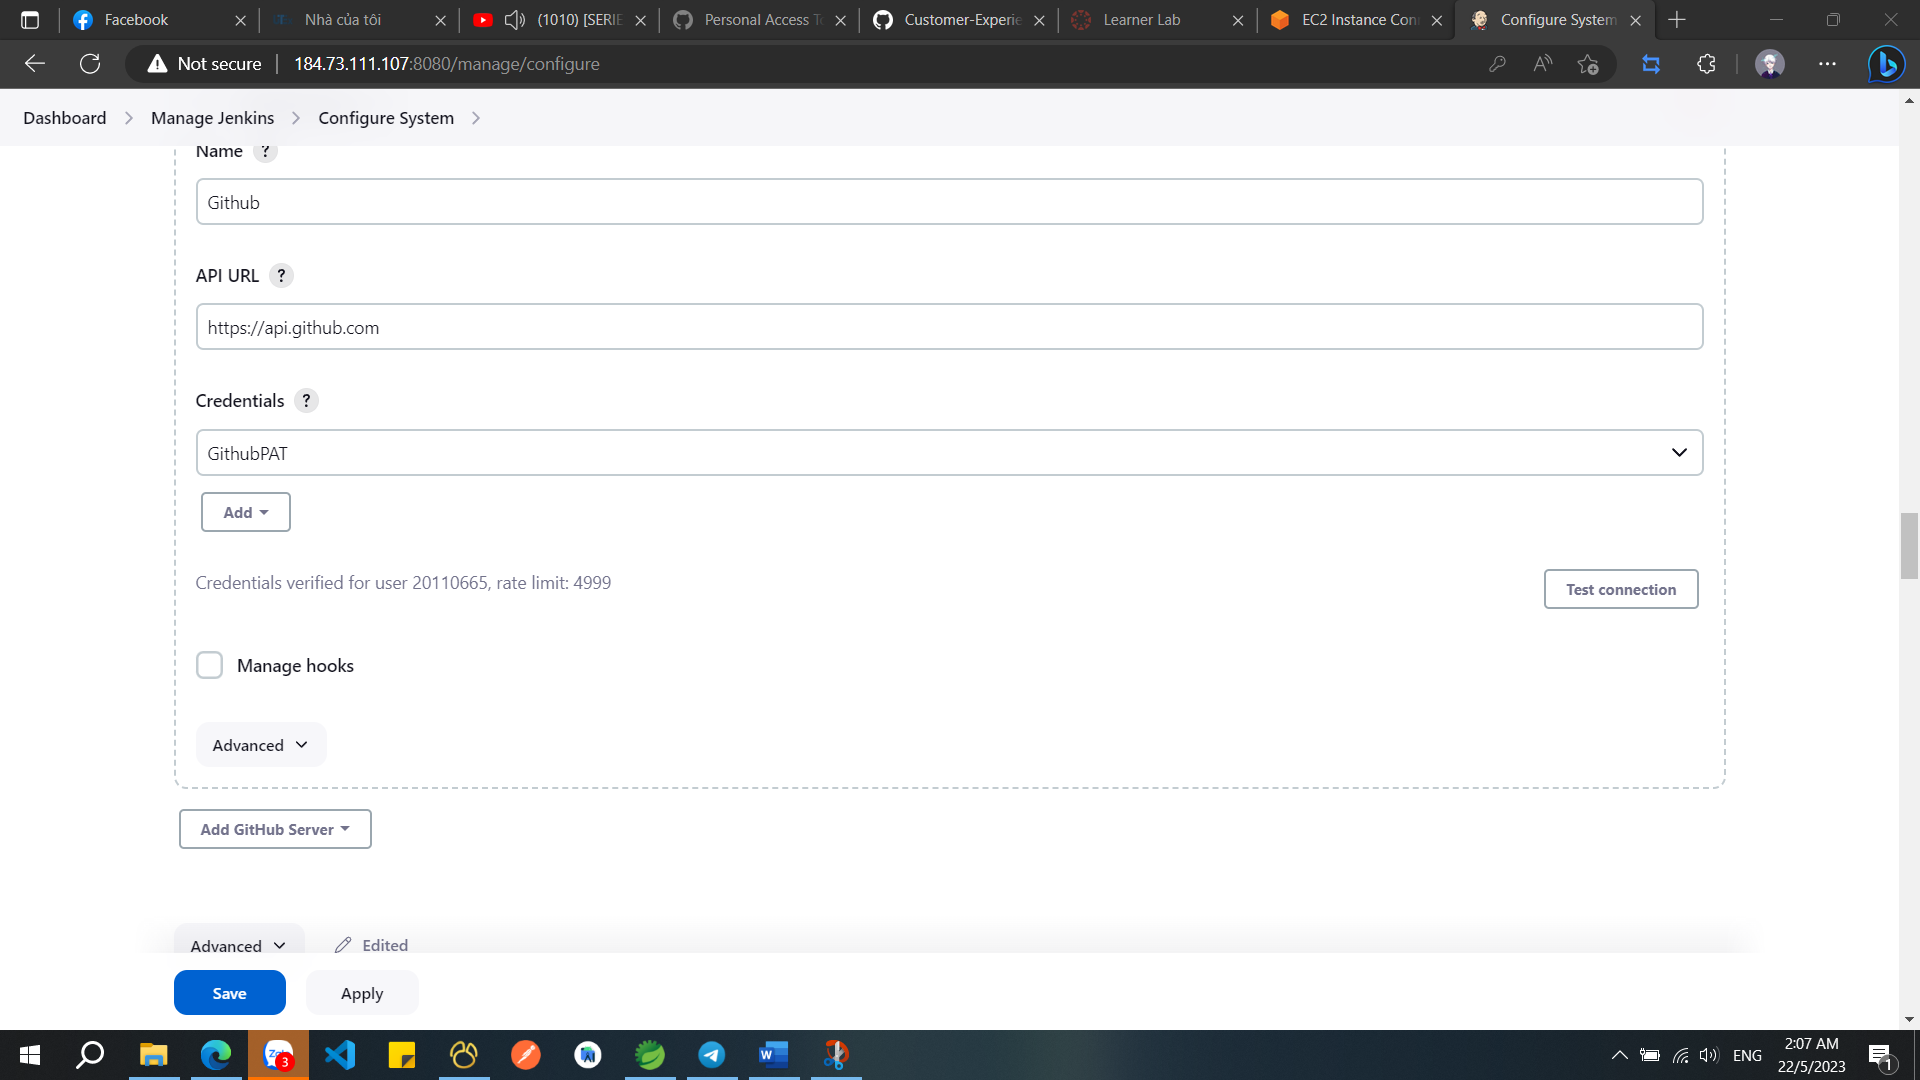 Facebook
Nhà của tôi
(1010) [SERIE
Personal Access T
Customer-Experie
Learner Lab
EC2 Instance Con
Configure System
Not secure
184.73.111.107:8080/manage/configure
Dashboard
Manage Jenkins
Configure System
Name ?
Github
API URL ?
https://api.github.com
Credentials ?
GithubPAT
Add
Credentials verified for user 20110665, rate limit: 4999
Test connection
Manage hooks
Advanced
Add GitHub Server
Advanced
Edited
Save
Apply
3
ENG
2:07 AM
22/5/2023
1